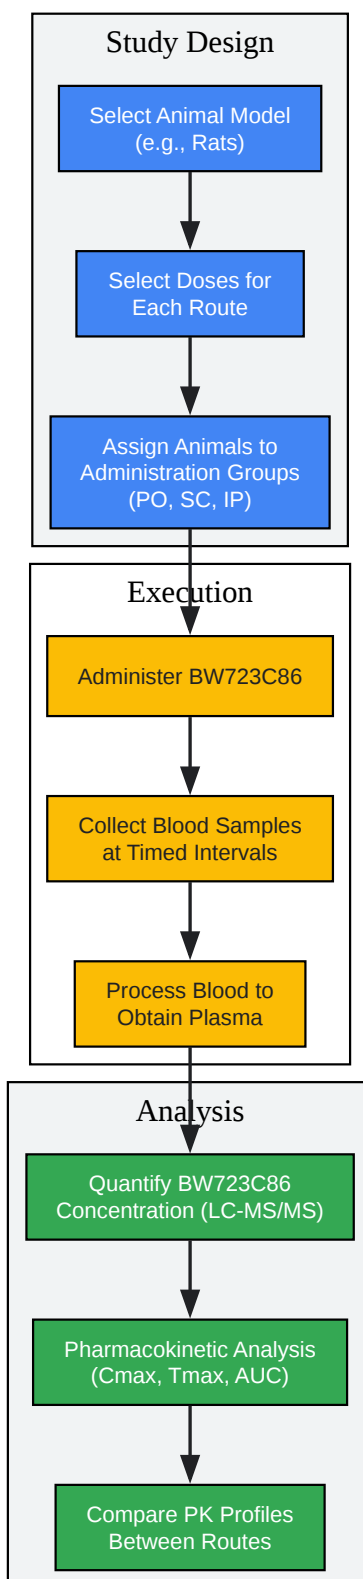 Study Design
Select Animal Model
(e.g., Rats)
Select Doses for
Each Route
Assign Animals to
Administration Groups
(PO, SC, IP)
Execution
Administer BW723C86
Collect Blood Samples
at Timed Intervals
Process Blood to
Obtain Plasma
Analysis
Quantify BW723C86
Concentration (LC-MS/MS)
Pharmacokinetic Analysis
(Cmax, Tmax, AUC)
Compare PK Profiles
Between Routes